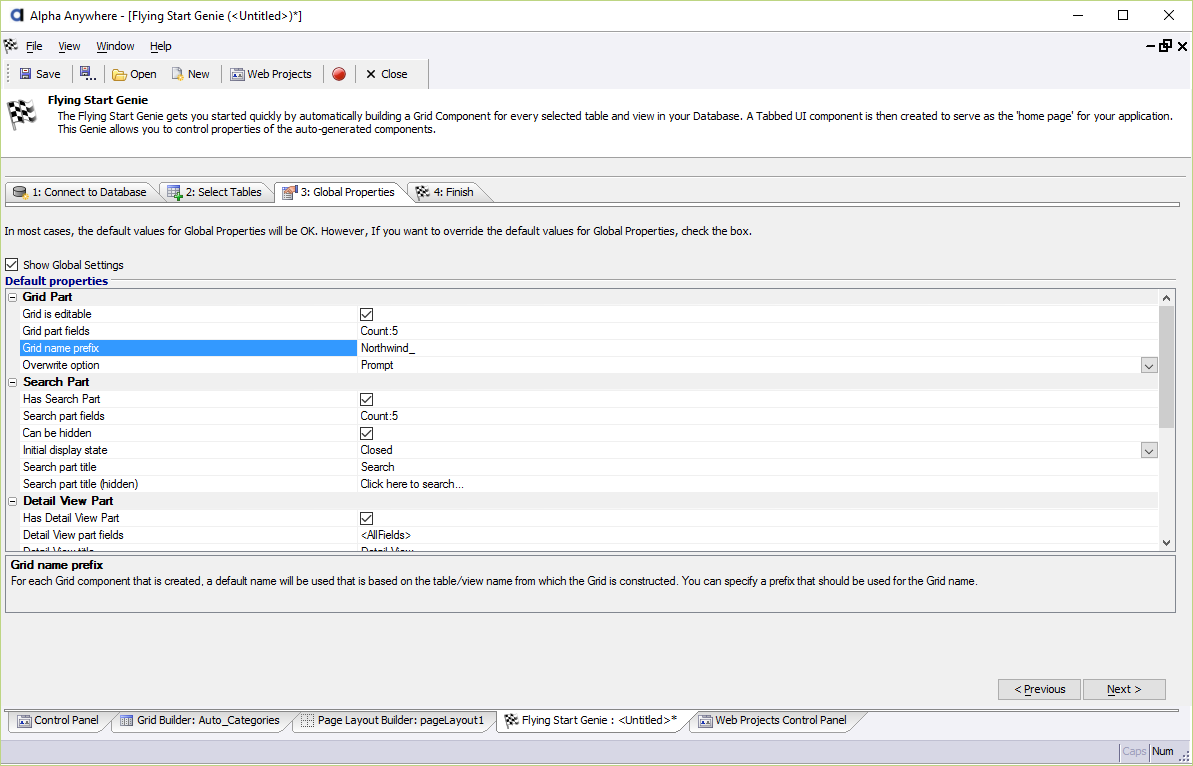 Alpha Anywhere - [Flying Start Genie (<Untitled>)*]
File View Window Help
Save Open New Web Projects Close
Flying Start Genie
The Flying Start Genie gets you started quickly by automatically building a Grid Component for every selected table and view in your Database. A Tabbed UI component is then created to serve as the 'home page' for your application.
This Genie allows you to control properties of the auto-generated components.
1: Connect to Database 2: Select Tables 3: Global Properties 4: Finish
In most cases, the default values for Global Properties will be OK. However, If you want to override the default values for Global Properties, check the box.
Show Global Settings
Default properties
Grid Part
Grid is editable
Grid part fields Count:5
Grid name prefix Northwind_
Overwrite option Prompt
Search Part
Has Search Part
Search part fields Count:5
Can be hidden
Initial display state Closed
Search part title Search
Search part title (hidden) Click here to search...
Detail View Part
Has Detail View Part
Detail View part fields <AllFields>
Detail View title Detail View
Grid name prefix
For each Grid component that is created, a default name will be used that is based on the table/view name from which the Grid is constructed. You can specify a prefix that should be used for the Grid name.
< Previous Next >
Control Panel Grid Builder: Auto_Categories Page Layout Builder: pageLayout1 Flying Start Genie : <Untitled>* Web Projects Control Panel
Caps Num